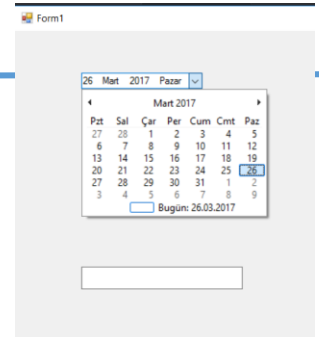 Form1
26 Mart 2017 Pazar
Mart 2017
Pzt Sal Çar Per Cum Cmt Paz
27 28 1 2 3 4 5
6 7 8 9 10 11 12
13 14 15 16 17 18 19
20 21 22 23 24 25 26
27 28 29 30 31 1 2
3 4 5 6 7 8 9
Bugün: 26.03.2017